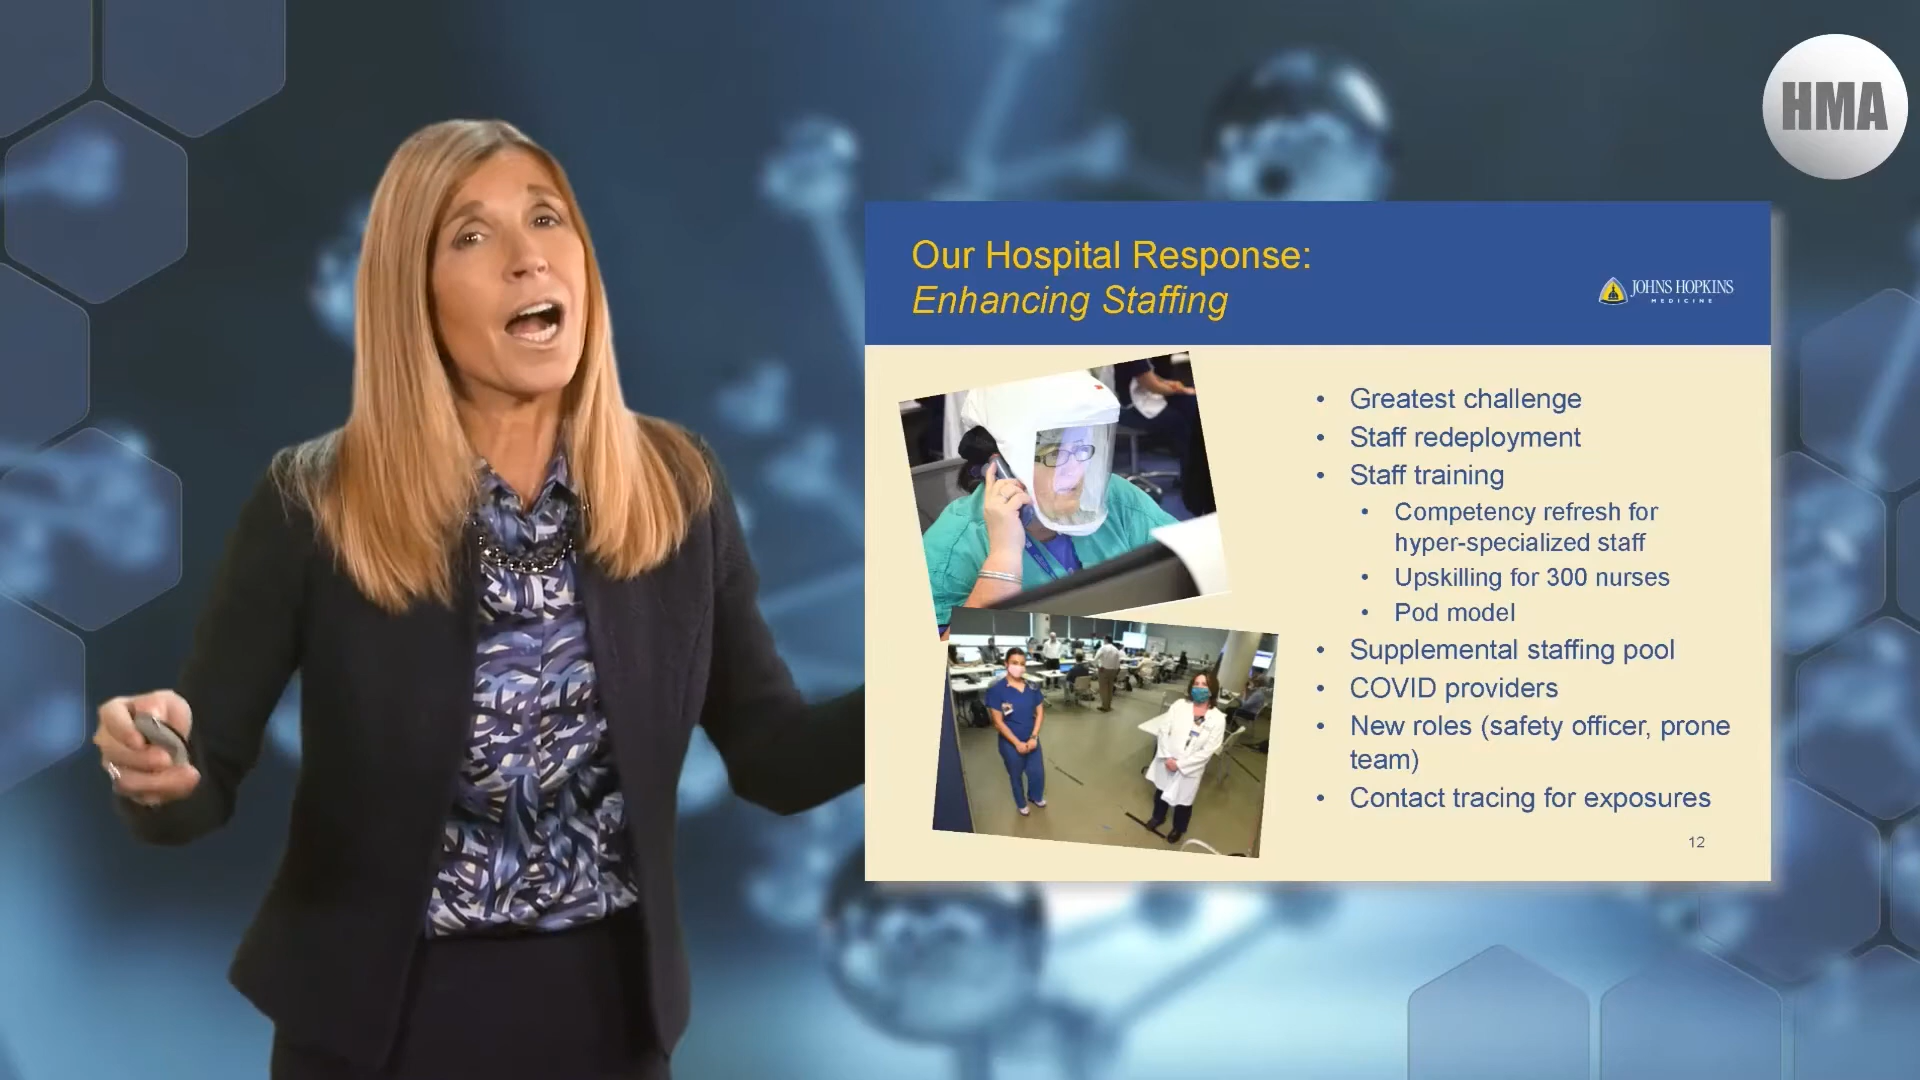 HMA
Our Hospital Response:
Enhancing Staffing
JOHNS HOPKINS
MEDICINE
• Greatest challenge
• Staff redeployment
• Staff training
• Competency refresh for
hyper-specialized staff
• Upskilling for 300 nurses
• Pod model
• Supplemental staffing pool
• COVID providers
• New roles (safety officer, prone
team)
• Contact tracing for exposures
12